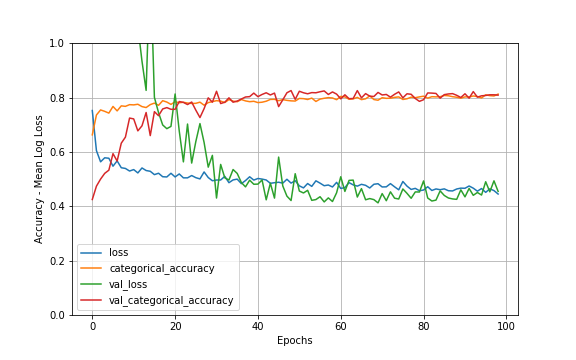 1.0
0.8
0.6
0.4
0.2
0.0
Accuracy - Mean Log Loss
loss
categorical_accuracy
val_loss
val_categorical_accuracy
0 20 40 60 80 100
Epochs